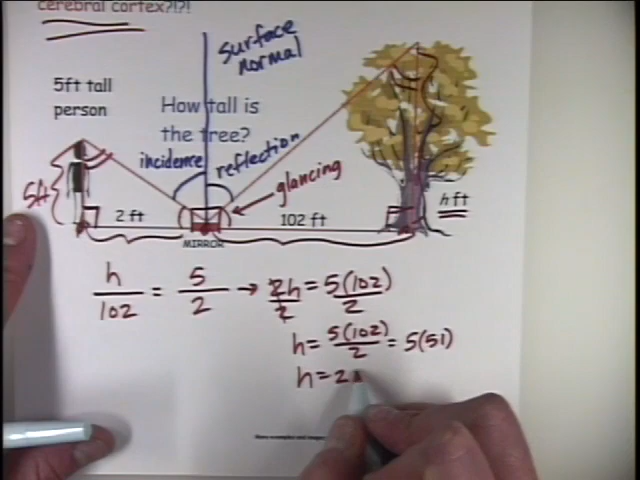 cerebral cortex?!?!
surface
normal
5ft tall
person
How tall is
the tree?
incidence
reflection
glancing
5ft
2 ft
102 ft
h ft
MIRROR
h/102 = 5/2 → 2h/2 = 5(102)/2
h = 5(102)/2 = 5(51)
h = 2